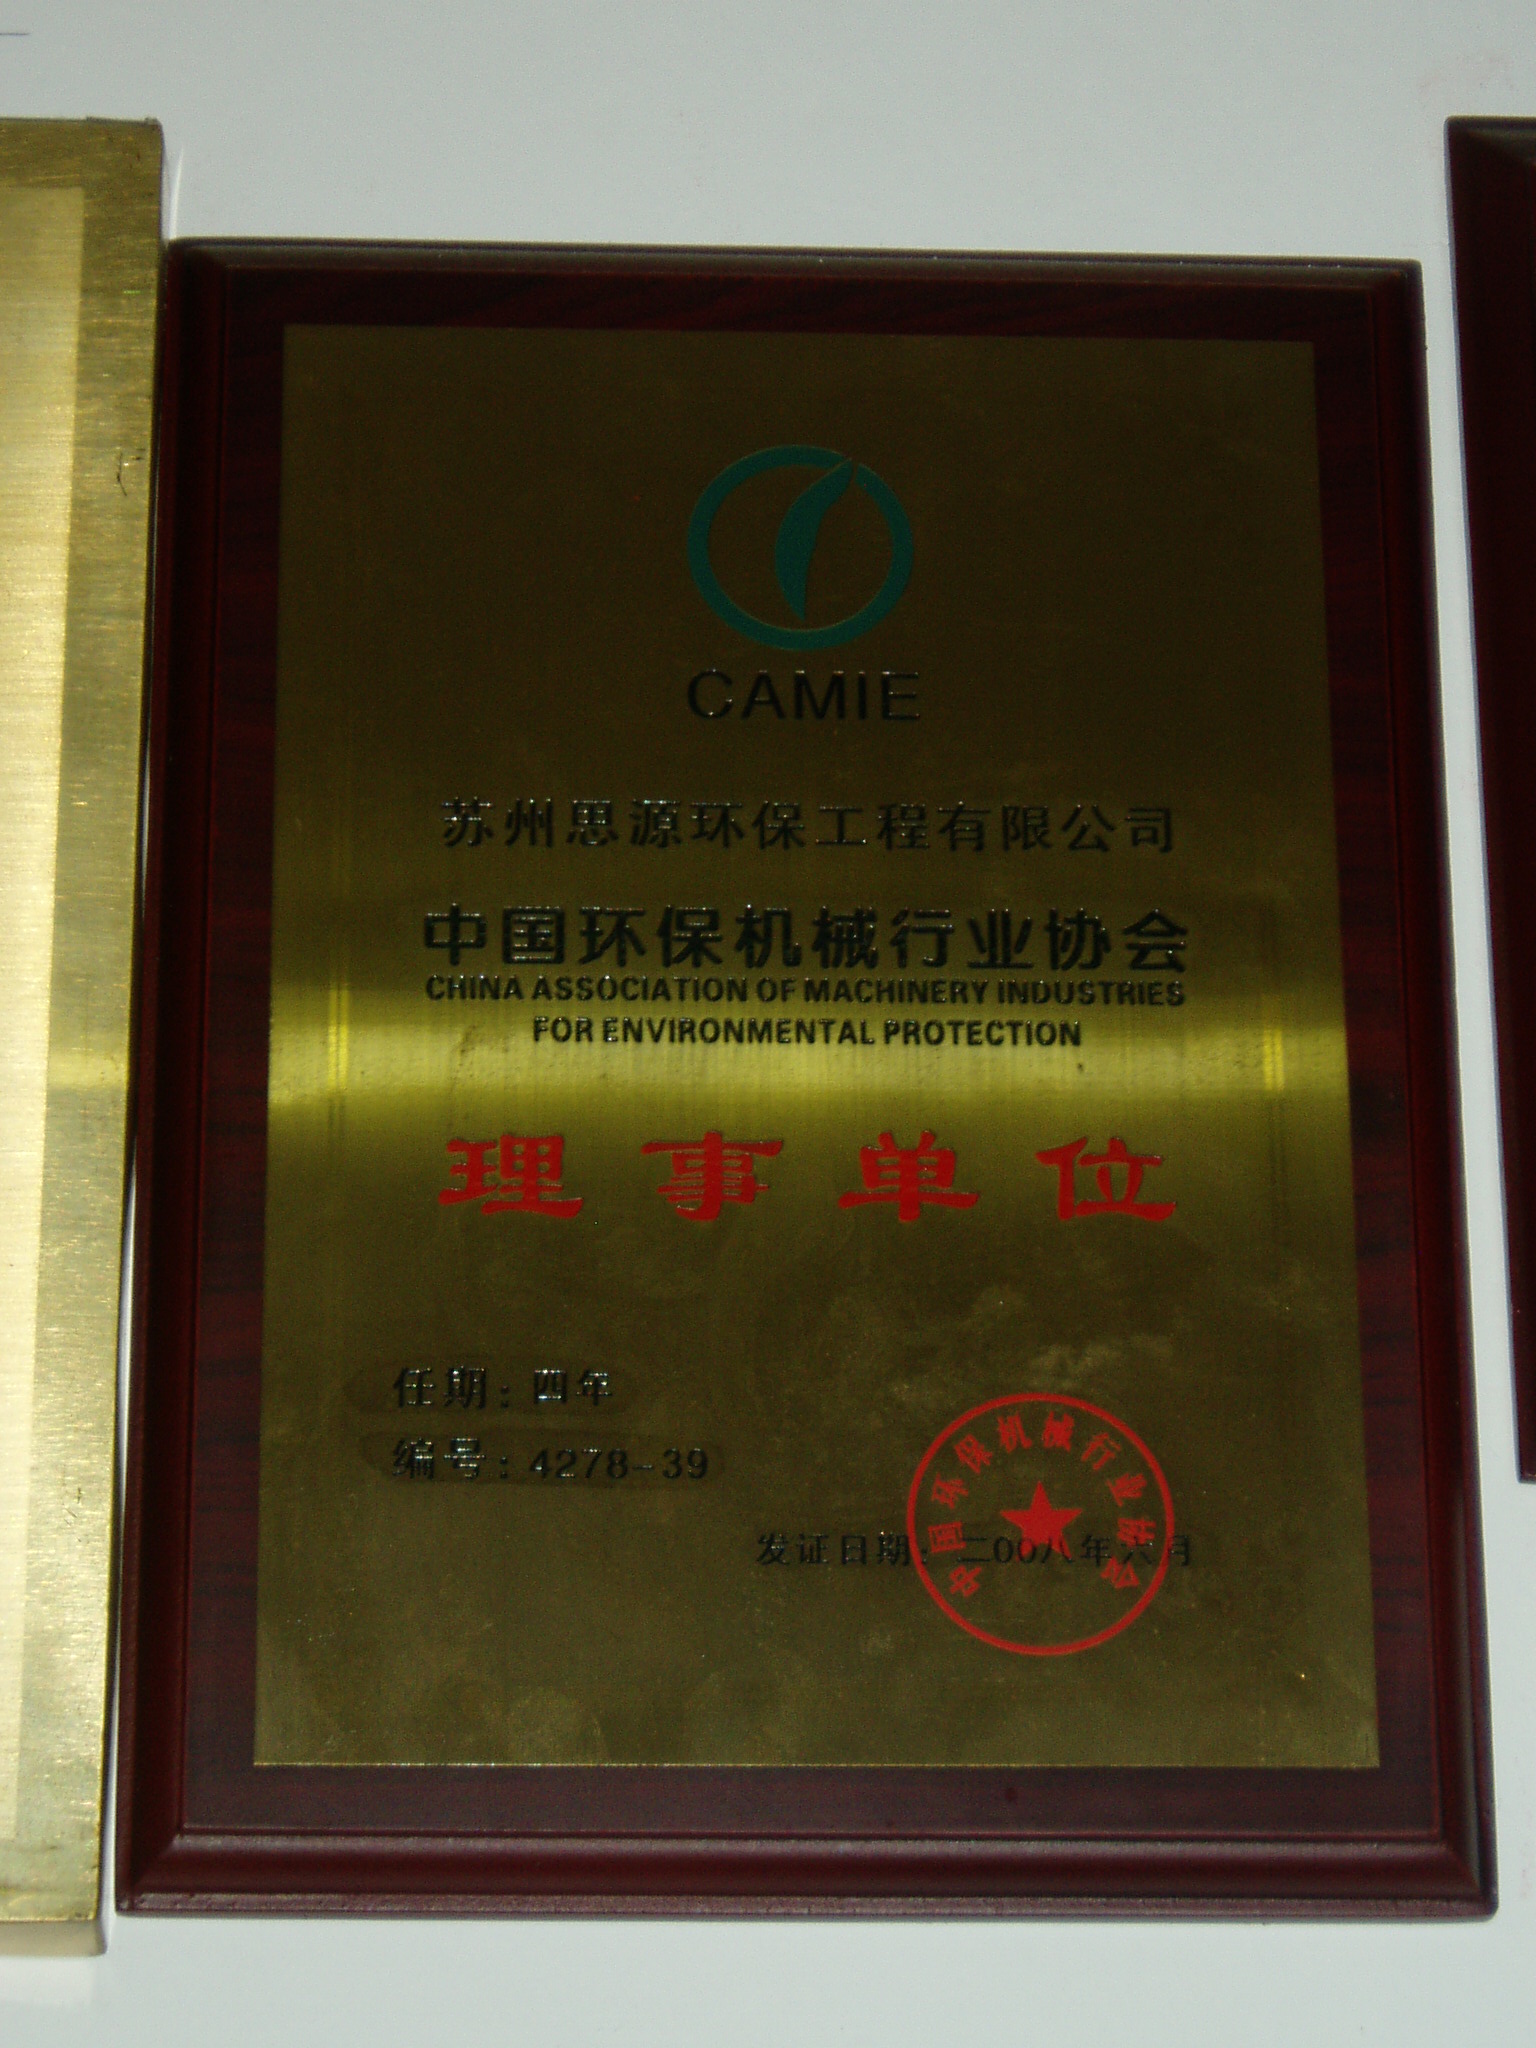 CAMIE
苏州思源环保工程有限公司
中国环保机械行业协会
CHINA ASSOCIATION OF MACHINERY INDUSTRIES
FOR ENVIRONMENTAL PROTECTION
理事单位
任期：四年
编号：4278-39
发证日期：二00八年六月
中国环保机械行业协会